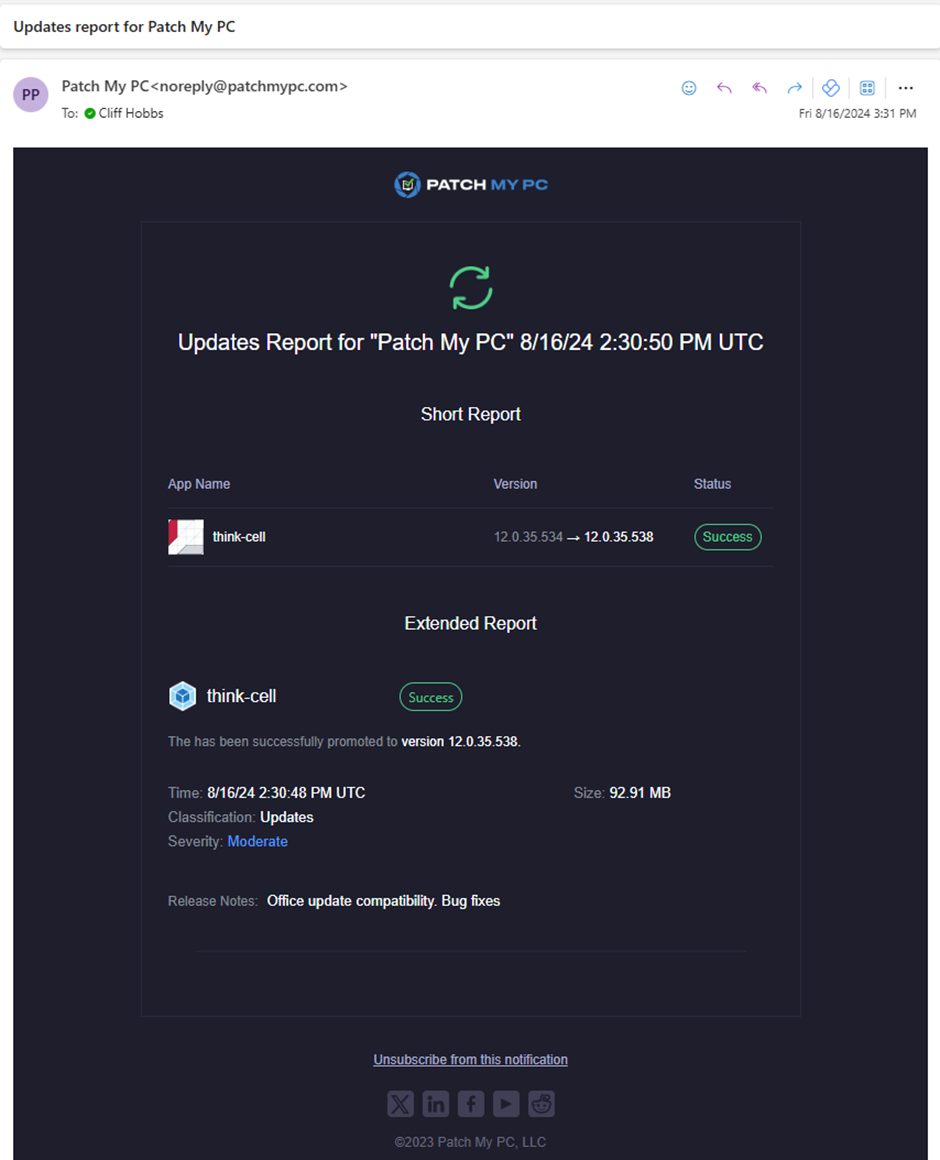 Updates report for Patch My PC
PP
Patch My PC<noreply@patchmypc.com>
To: Cliff Hobbs
Fri 8/16/2024 3:31 PM
PATCH MY PC
Updates Report for "Patch My PC" 8/16/24 2:30:50 PM UTC
Short Report
App Name Version Status
think-cell 12.0.35.534 → 12.0.35.538 Success
Extended Report
think-cell Success
The has been successfully promoted to version 12.0.35.538.
Time: 8/16/24 2:30:48 PM UTC Size: 92.91 MB
Classification: Updates
Severity: Moderate
Release Notes: Office update compatibility. Bug fixes
Unsubscribe from this notification
©2023 Patch My PC, LLC